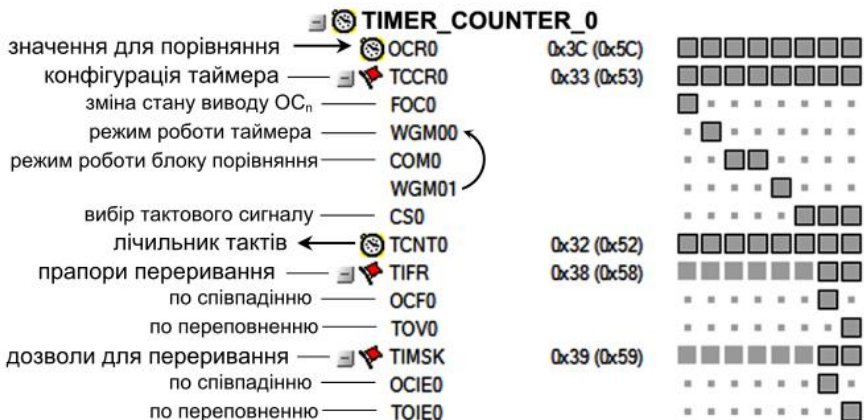 TIMER_COUNTER_0
значення для порівняння OCR0 0x3C (0x5C)
конфігурація таймера TCCR0 0x33 (0x53)
зміна стану виводу OCn FOC0
режим роботи таймера WGM00
режим роботи блоку порівняння COM0
WGM01
вибір тактового сигналу CS0
лічильник тактів TCNT0 0x32 (0x52)
прапори переривання TIFR 0x38 (0x58)
по співпадінню OCF0
по переповненню TOV0
дозволи для переривання TIMSK 0x39 (0x59)
по співпадінню OCIE0
по переповненню TOIE0